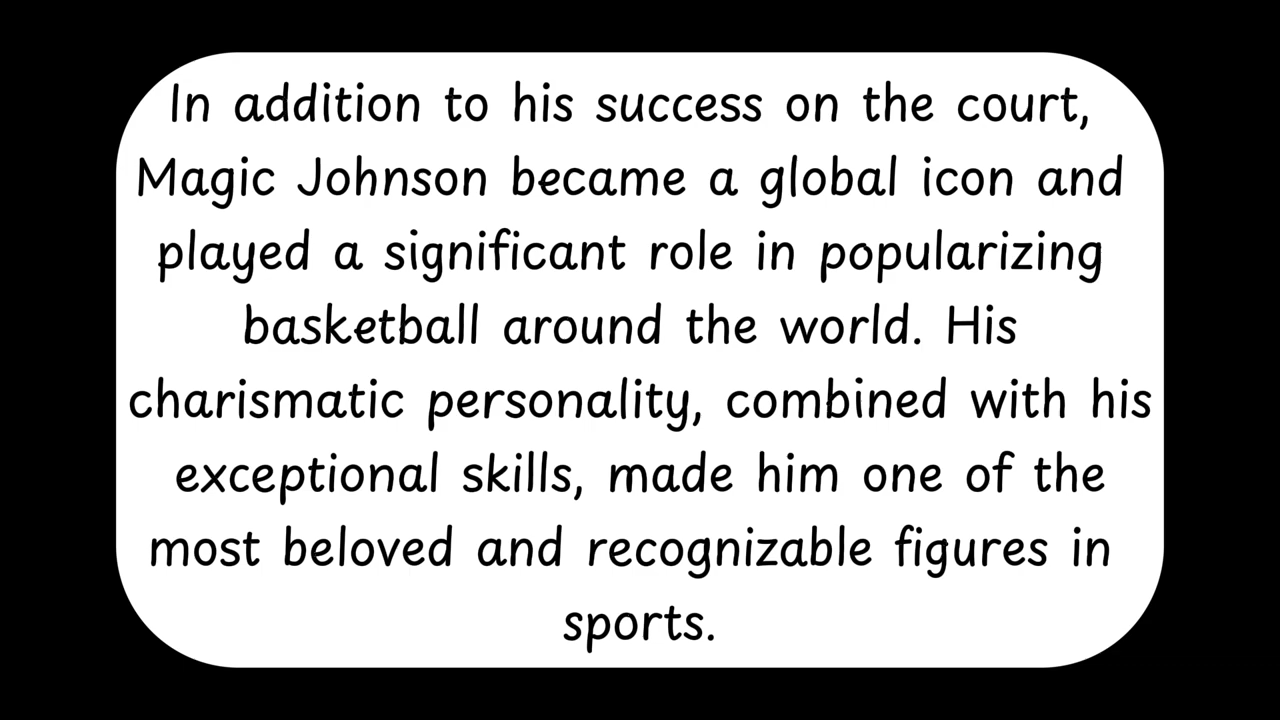 In addition to his success on the court,
Magic Johnson became a global icon and
played a significant role in popularizing
basketball around the world. His
charismatic personality, combined with his
exceptional skills, made him one of the
most beloved and recognizable figures in
sports.